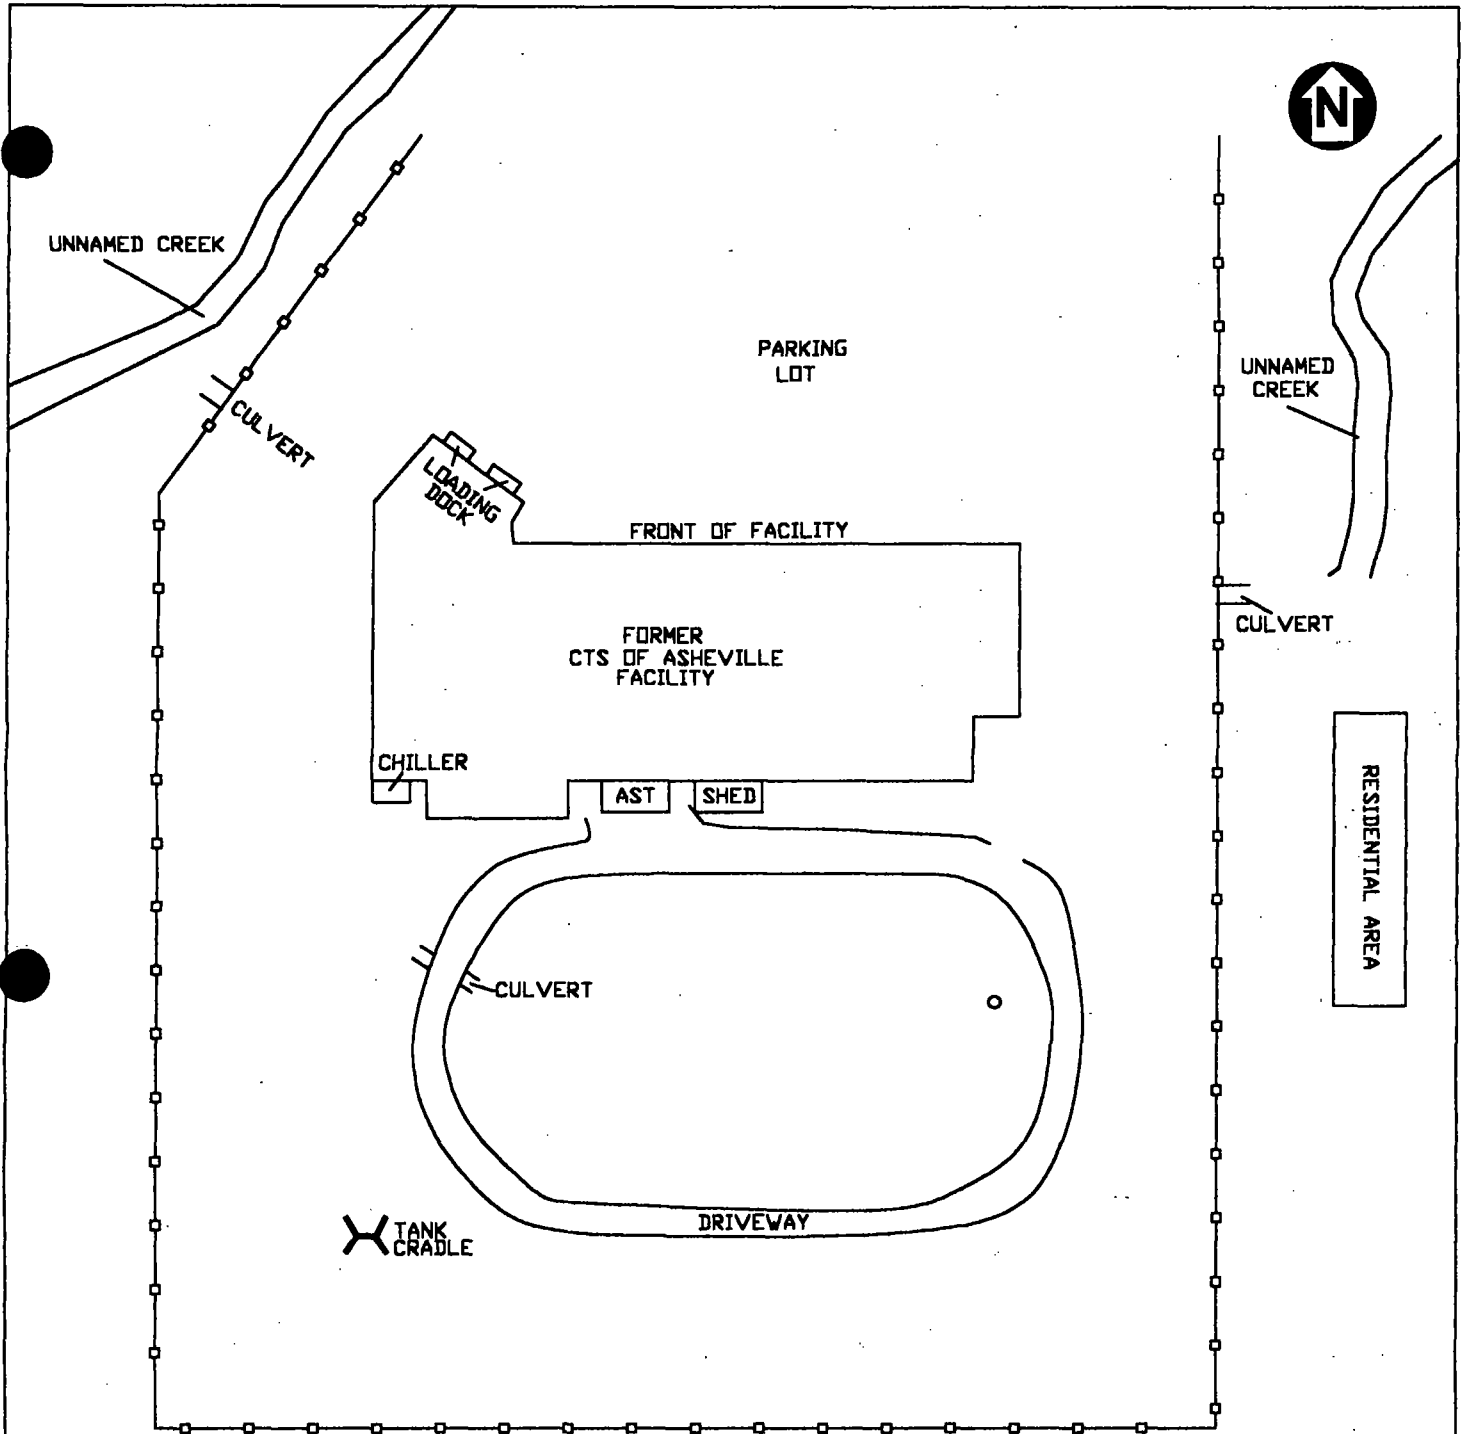 N
UNNAMED CREEK
PARKING
LOT
UNNAMED
CREEK
CULVERT
LOADING
DOCK
FRONT OF FACILITY
CULVERT
FORMER
CTS OF ASHEVILLE
FACILITY
CHILLER
AST
SHED
RESIDENTIAL AREA
CULVERT
DRIVEWAY
TANK
CRADLE